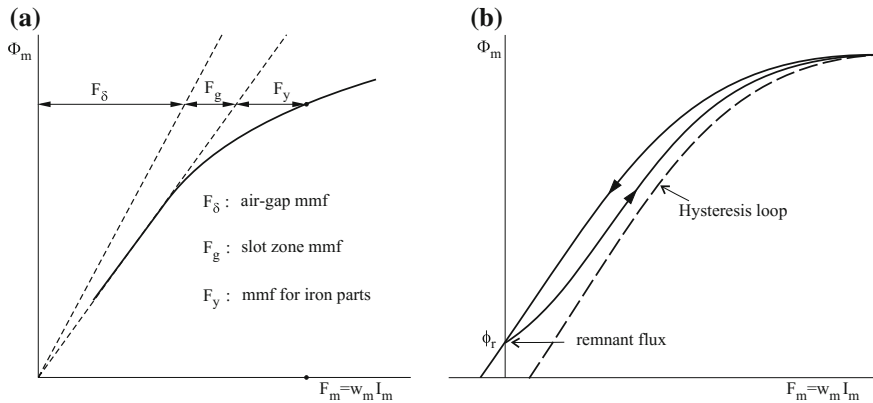 (a)
Φm
Fδ
Fg
Fy
Fδ : air-gap mmf
Fg : slot zone mmf
Fy : mmf for iron parts
Fm=wmIm
(b)
Φm
Hysteresis loop
ϕr
remnant flux
Fm=wmIm